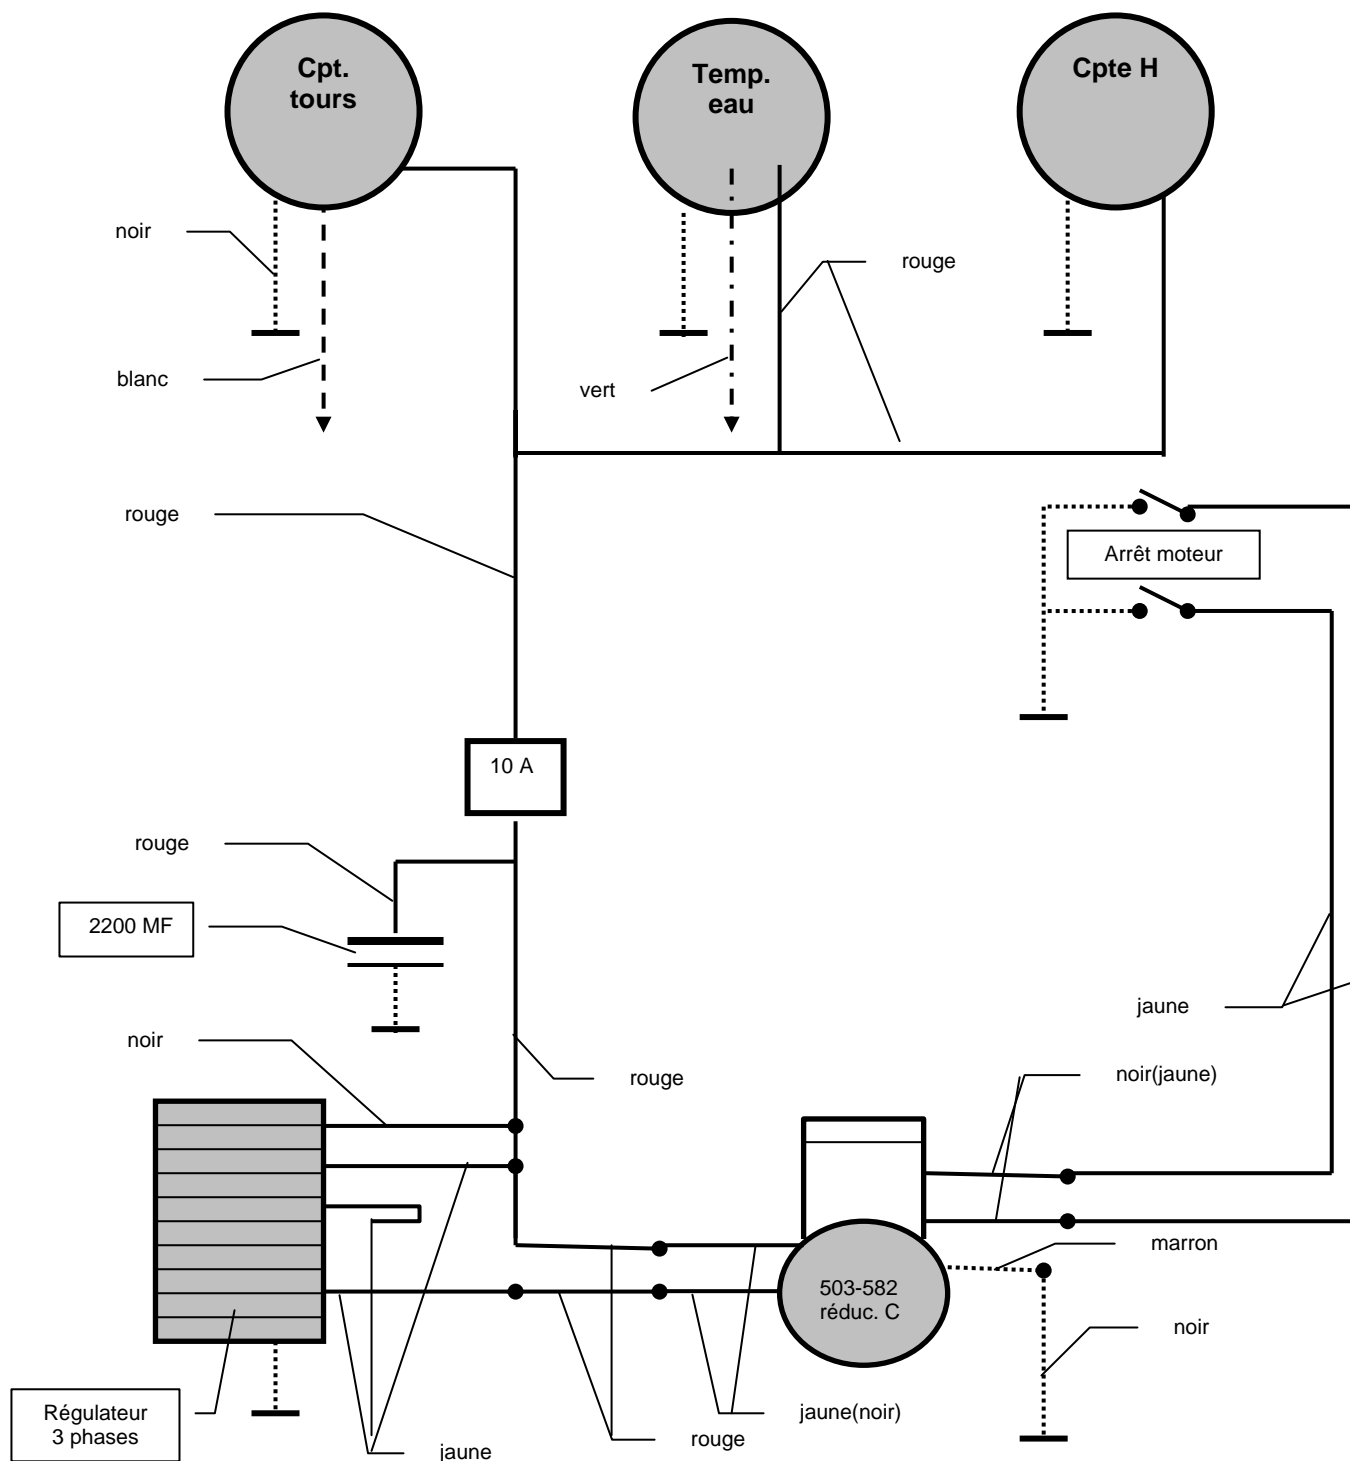 Cpt.
tours
Temp.
eau
Cpte H
noir
rouge
blanc
vert
rouge
Arrêt moteur
10 A
rouge
2200 MF
jaune
noir
rouge
noir(jaune)
marron
503-582
réduc. C
noir
Régulateur
3 phases
jaune(noir)
rouge
jaune